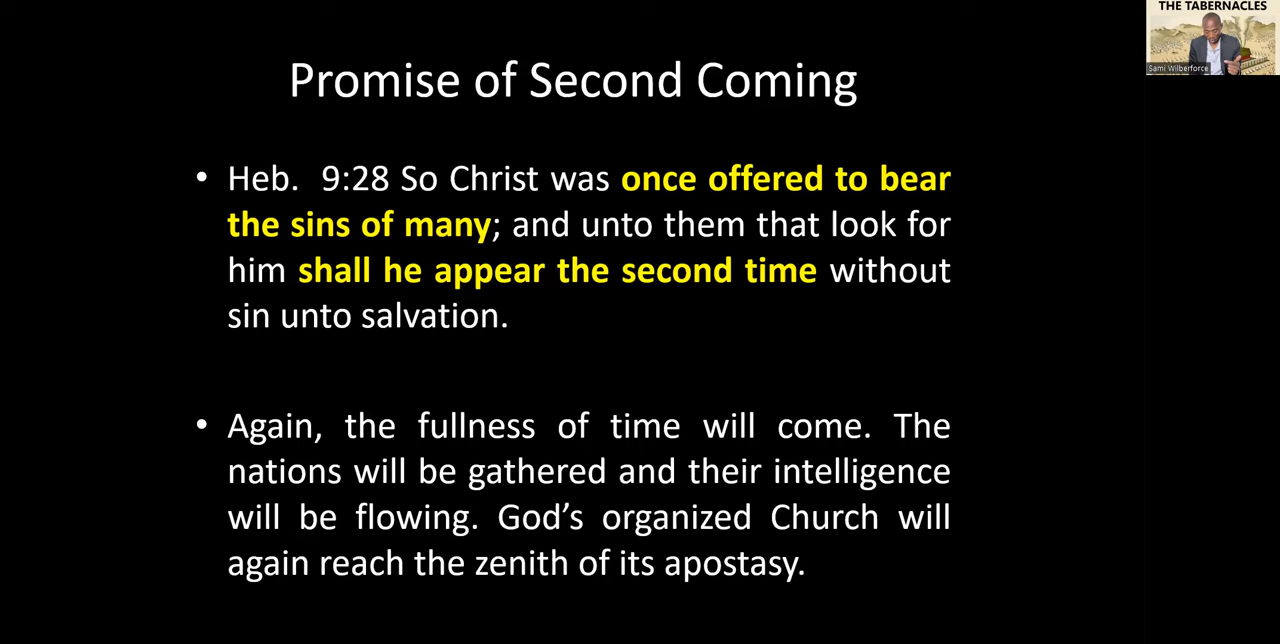 THE TABERNACLES
Sami Wilberforce
Promise of Second Coming
• Heb. 9:28 So Christ was once offered to bear
the sins of many; and unto them that look for
him shall he appear the second time without
sin unto salvation.
• Again, the fullness of time will come. The
nations will be gathered and their intelligence
will be flowing. God’s organized Church will
again reach the zenith of its apostasy.